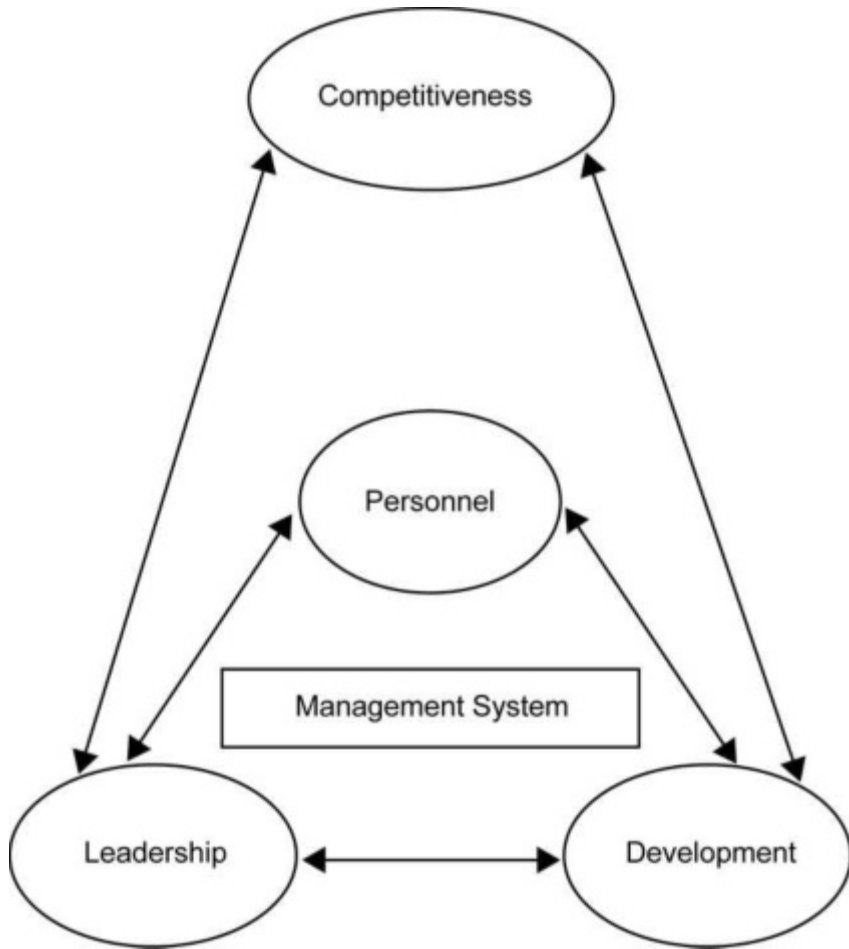 Competitiveness
Personnel
Management System
Leadership
Development